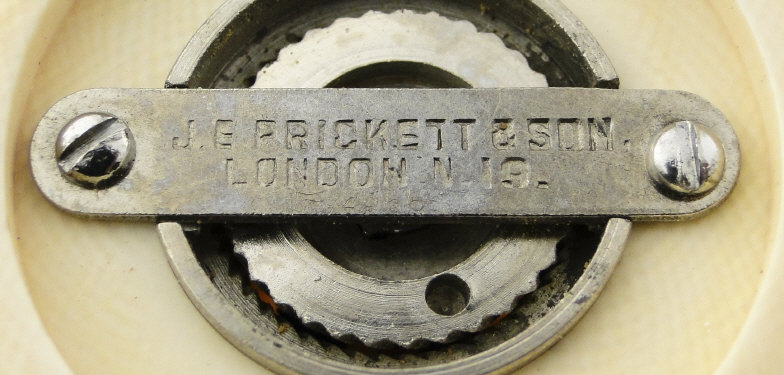 J.E PRICKETT & SON.
LONDON N.19.